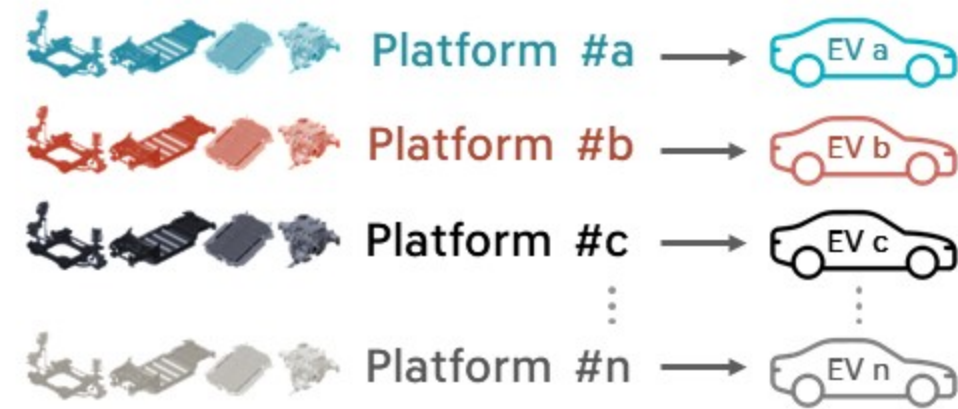 Platform #a EV a
Platform #b EV b
Platform #c EV c
Platform #n EV n